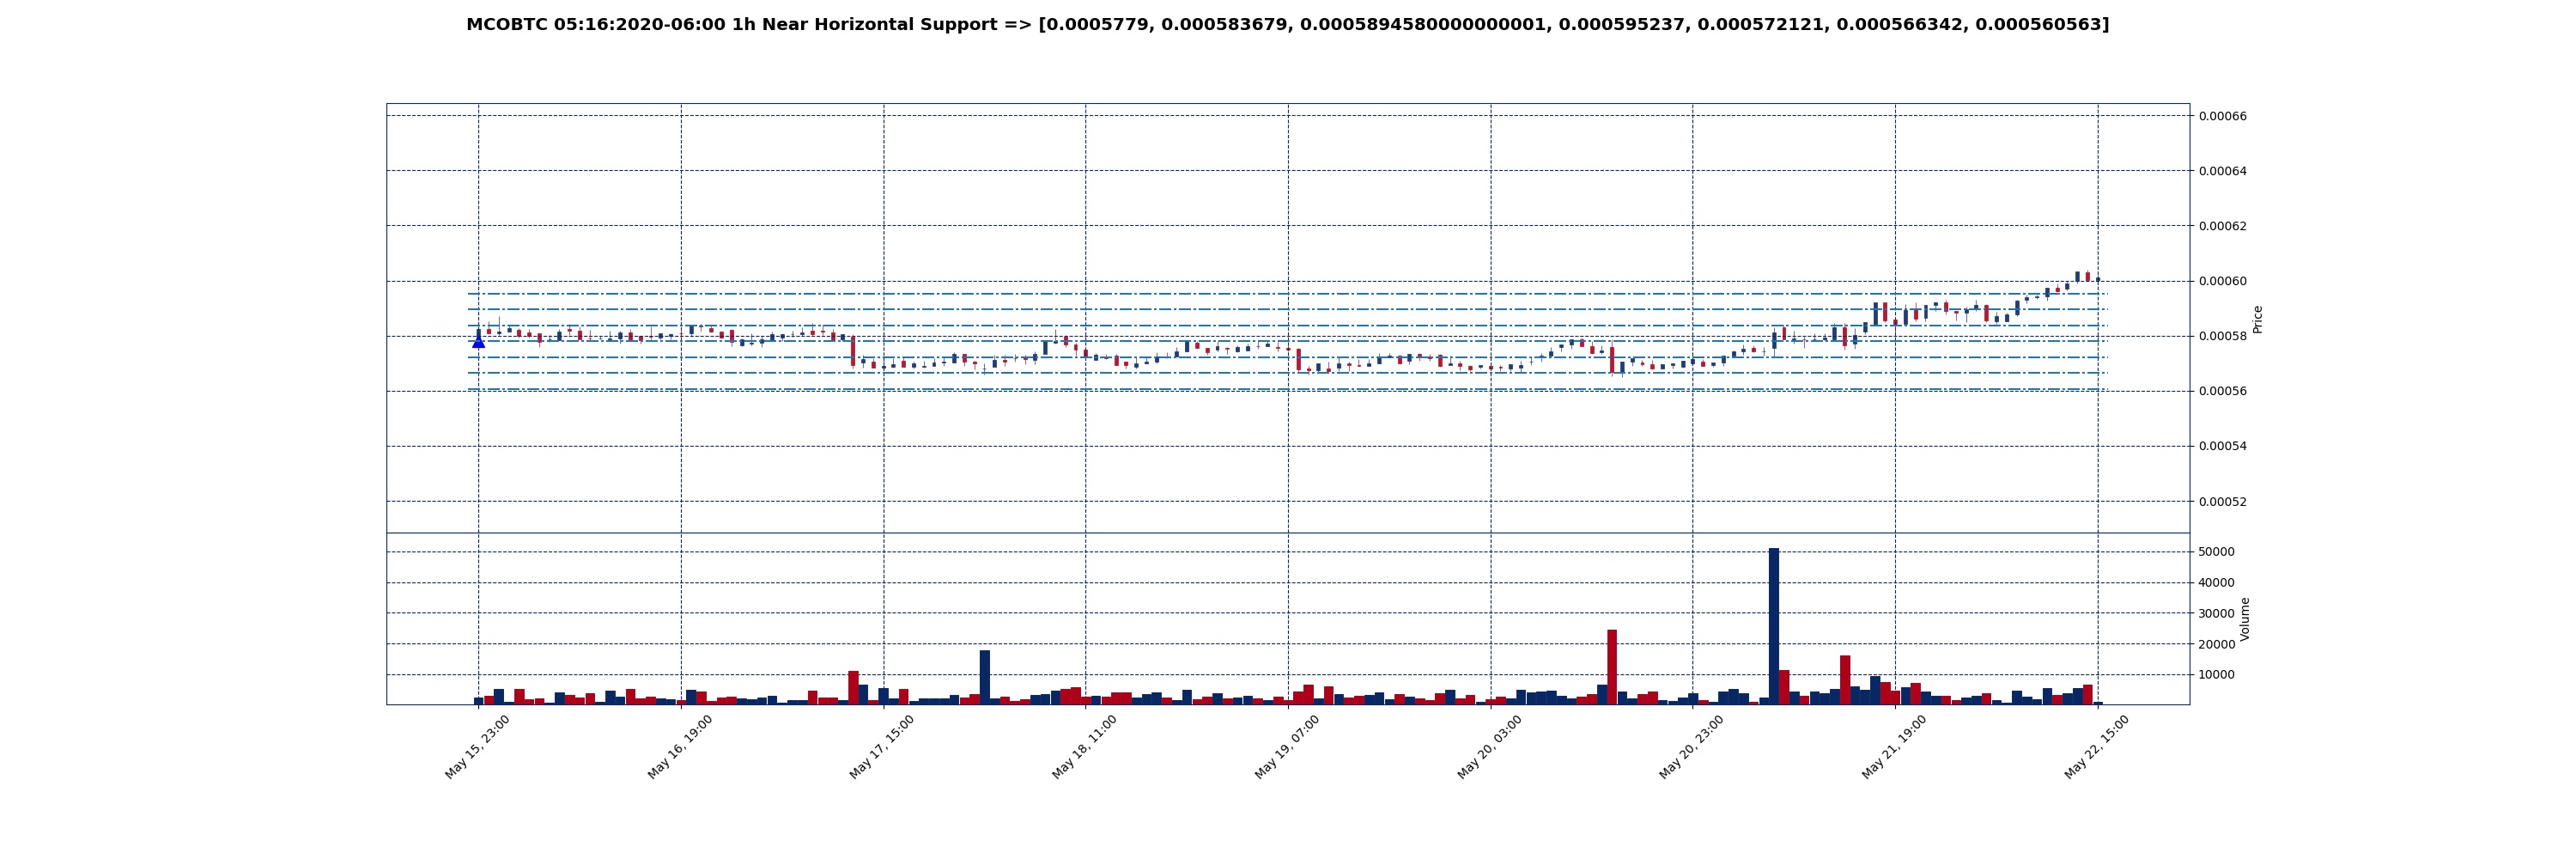 MCOBTC 05:16:2020-06:00 1h Near Horizontal Support => [0.0005779, 0.000583679, 0.0005894580000000001, 0.000595237, 0.000572121, 0.000566342, 0.000560563]
0.00066
0.00064
0.00062
0.00060
0.00058
0.00056
0.00054
0.00052
Price
50000
40000
30000
20000
10000
Volume
May 15, 23:00
May 16, 19:00
May 17, 15:00
May 18, 11:00
May 19, 07:00
May 20, 03:00
May 20, 23:00
May 21, 19:00
May 22, 15:00